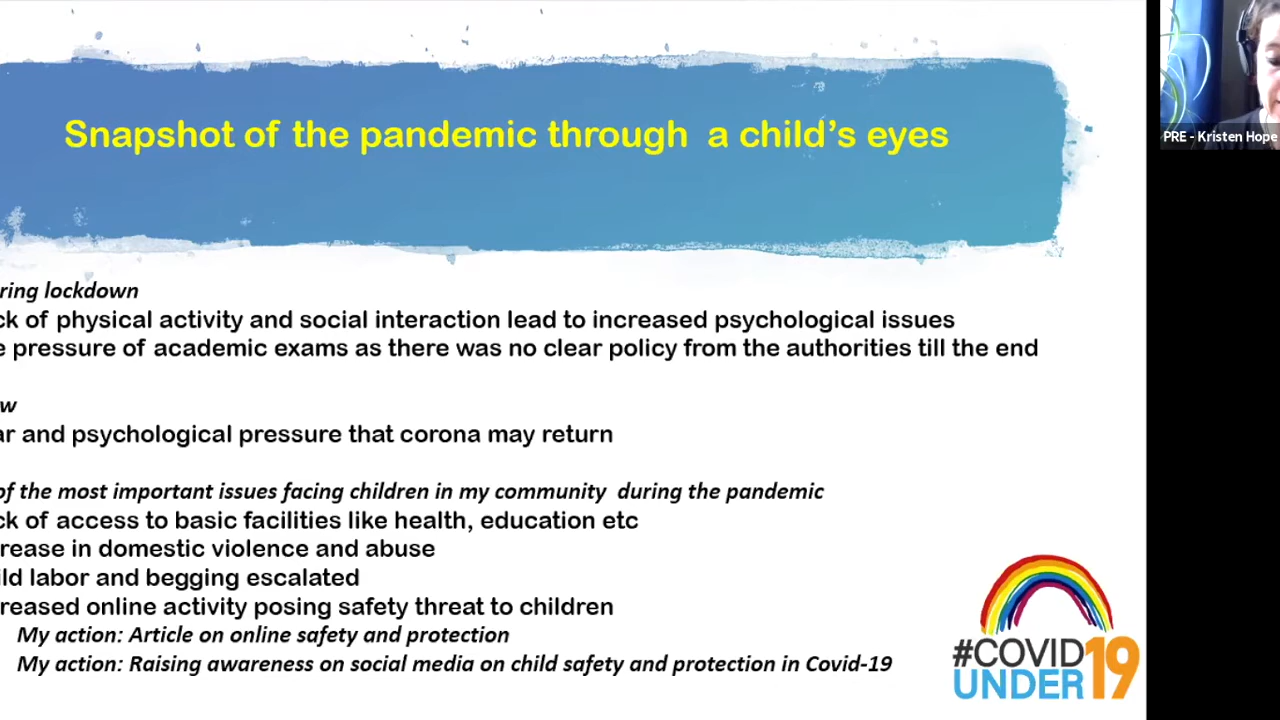 Snapshot of the pandemic through a child's eyes
PRE - Kristen Hope
ring lockdown
ck of physical activity and social interaction lead to increased psychological issues
e pressure of academic exams as there was no clear policy from the authorities till the end
w
ar and psychological pressure that corona may return
of the most important issues facing children in my community during the pandemic
ck of access to basic facilities like health, education etc
rease in domestic violence and abuse
ild labor and begging escalated
reased online activity posing safety threat to children
My action: Article on online safety and protection
My action: Raising awareness on social media on child safety and protection in Covid-19
#COVID
UNDER 19